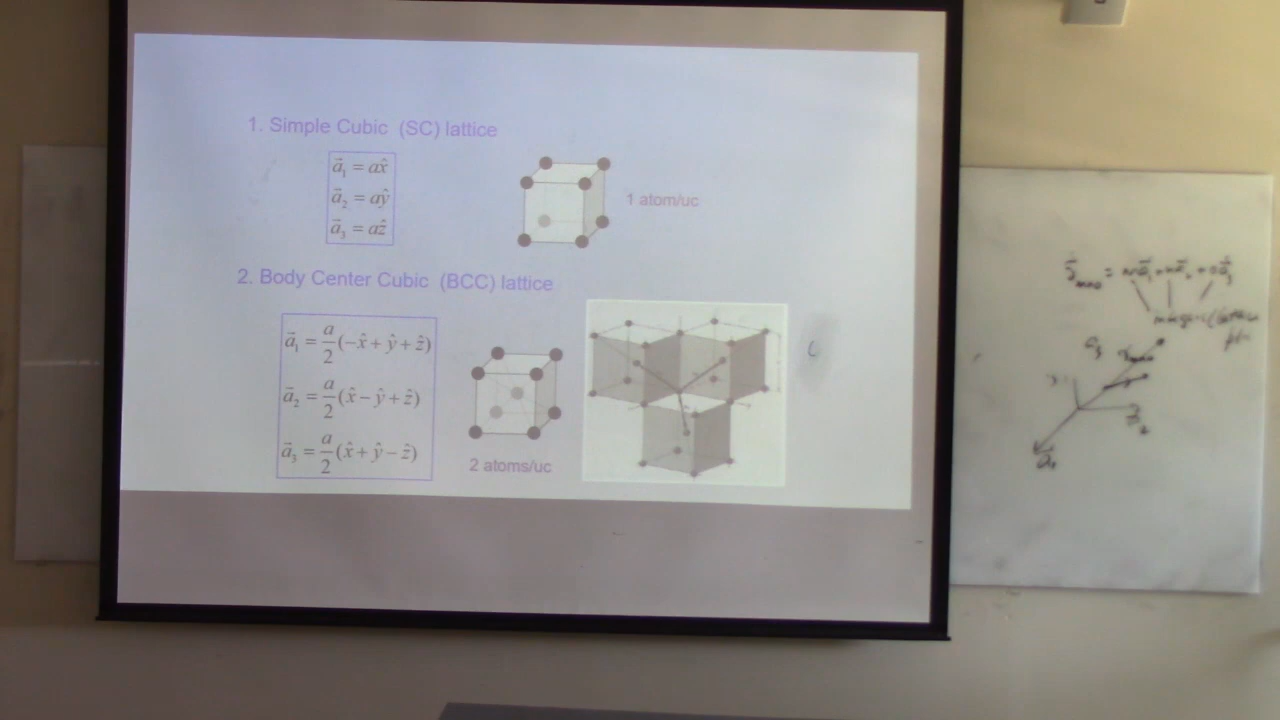 1. Simple Cubic (SC) lattice
a⃗₁ = ax̂
a⃗₂ = aŷ
a⃗₃ = aẑ
1 atom/uc
2. Body Center Cubic (BCC) lattice
a⃗₁ = a/2(-x̂ + ŷ + ẑ)
a⃗₂ = a/2(x̂ - ŷ + ẑ)
a⃗₃ = a/2(x̂ + ŷ - ẑ)
2 atoms/uc
a₃